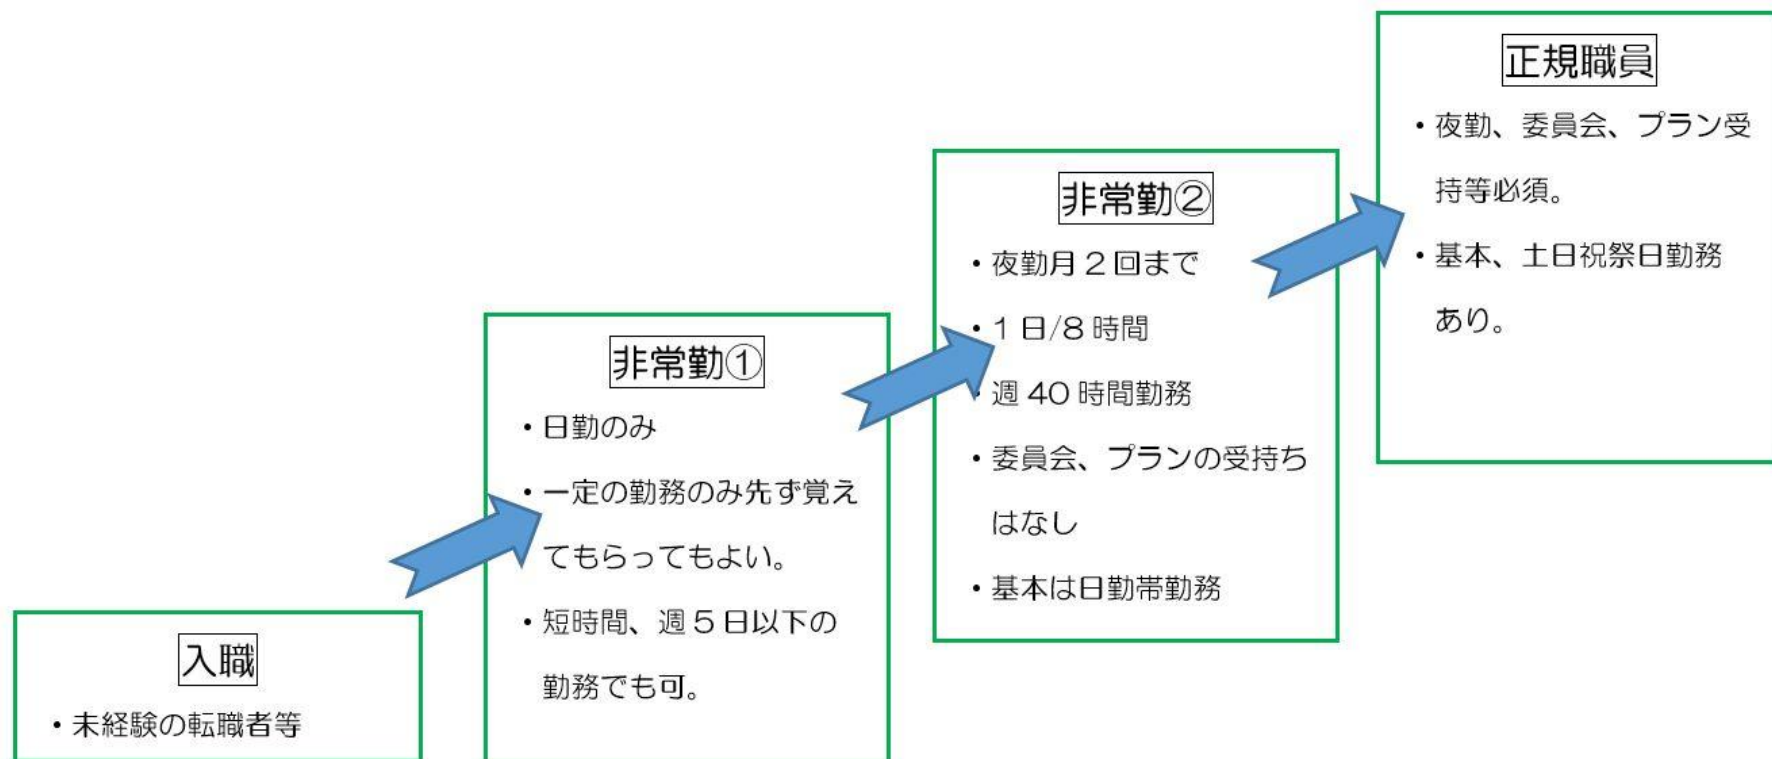 入職
・未経験の転職者等
非常勤①
・日勤のみ
・一定の勤務のみ先ず覚え
てもらってもよい。
・短時間、週5日以下の
勤務でも可。
非常勤②
・夜勤月2回まで
・1日/8時間
・週40時間勤務
・委員会、プランの受持ち
はなし
・基本は日勤帯勤務
正規職員
・夜勤、委員会、プラン受
持等必須。
・基本、土日祝祭日勤務
あり。